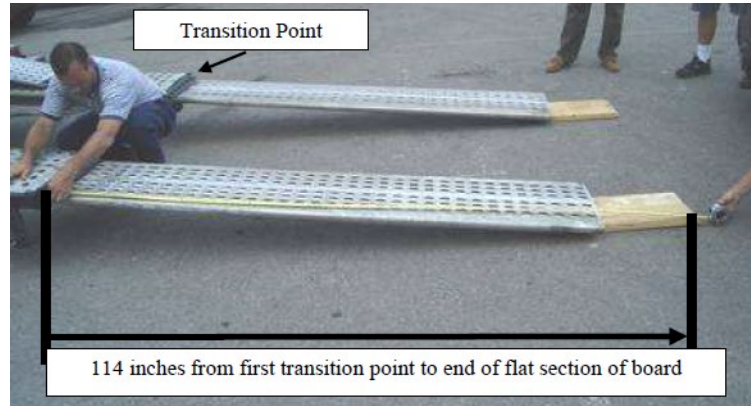 Transition Point
114 inches from first transition point to end of flat section of board